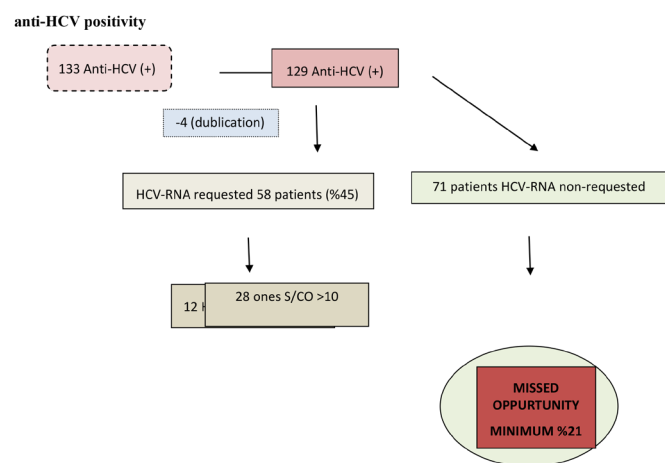 anti-HCV positivity
133 Anti-HCV (+)
129 Anti-HCV (+)
-4 (dublication)
HCV-RNA requested 58 patients (%45)
71 patients HCV-RNA non-requested
28 ones S/CO >10
12
MISSED
OPPURTUNITY
MINIMUM %21